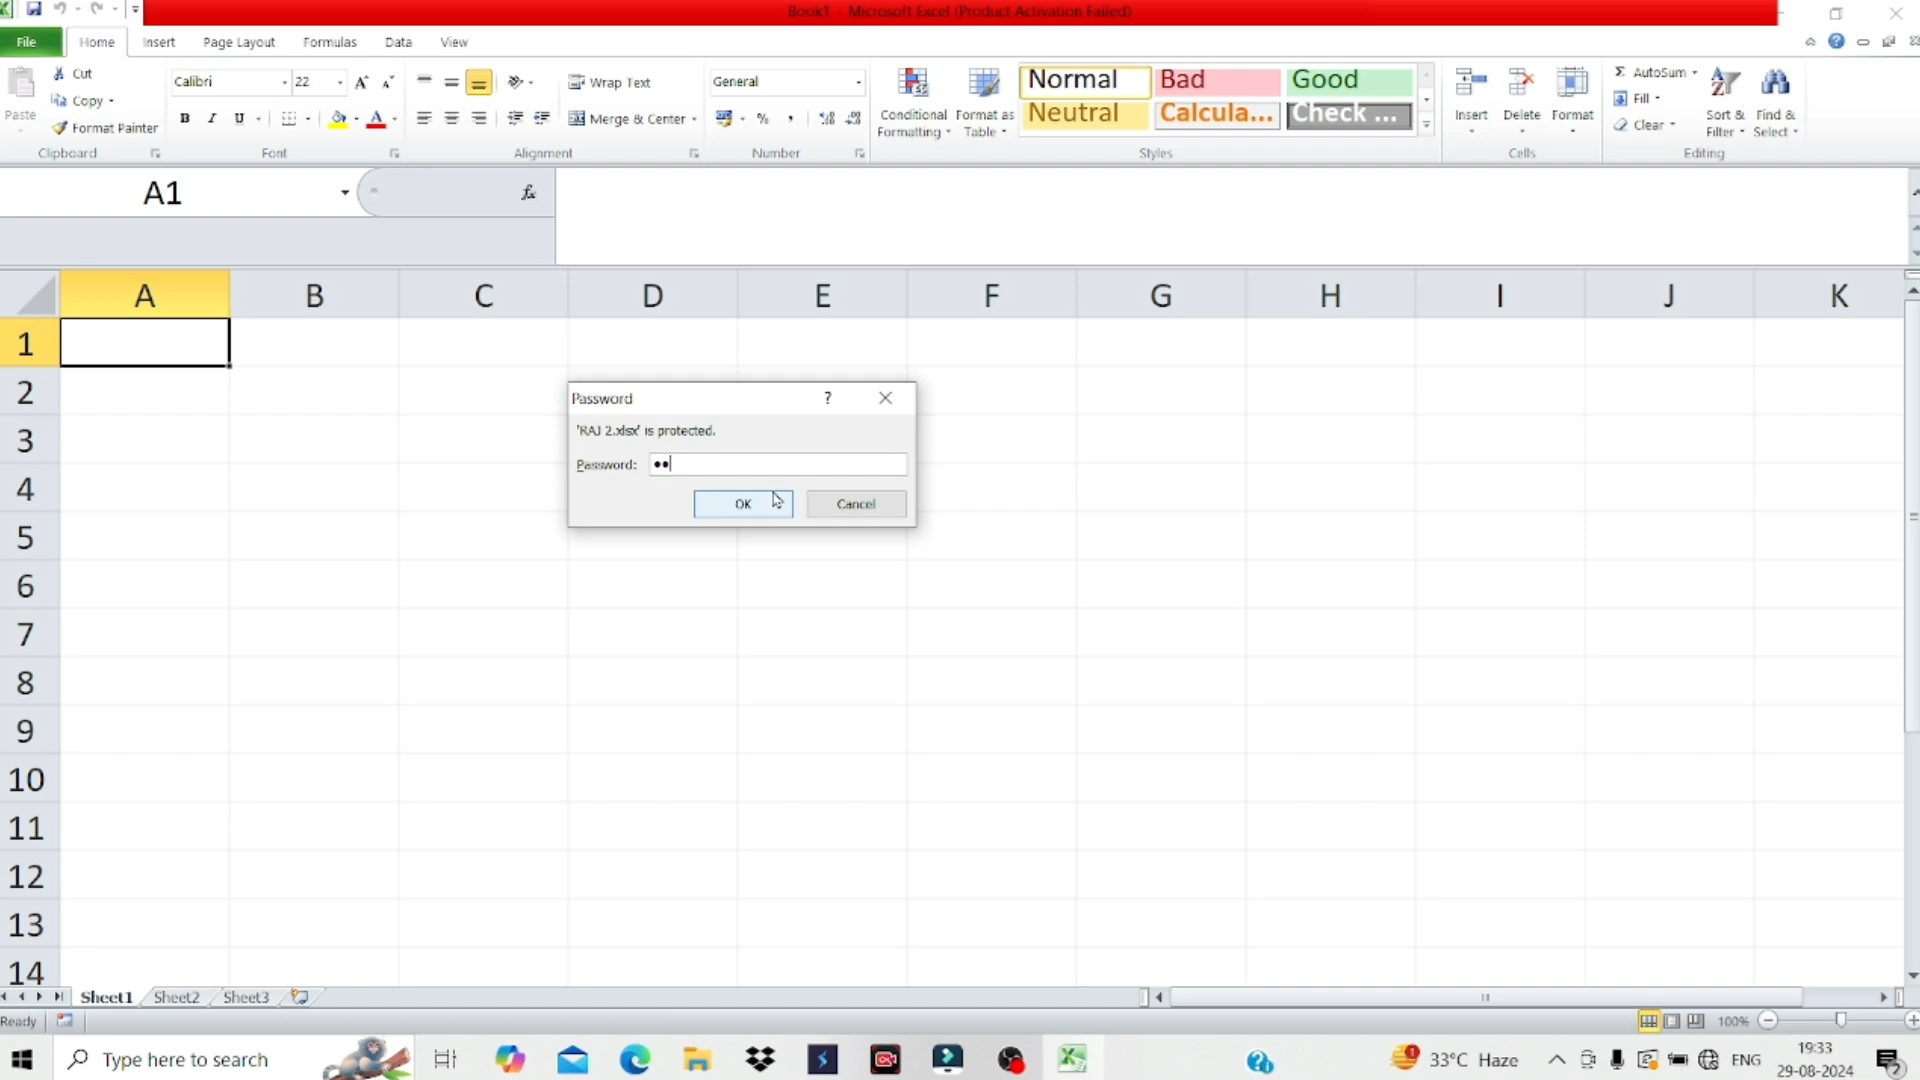 Book1 - Microsoft Excel (Product Activation Failed)
File Home Insert Page Layout Formulas Data View
Paste
Cut
Copy
Format Painter
Clipboard
Calibri 22
B I U
Font
Wrap Text
Merge & Center
Alignment
General
%
Number
Conditional Formatting
Format as Table
Normal Bad Good
Neutral Calcula... Check ...
Styles
Insert Delete Format
Cells
Σ AutoSum
Fill
Clear
Sort & Filter
Find & Select
Editing
A1 fx
A B C D E F G H I J K
1
2
3
4
5
6
7
8
9
10
11
12
13
14
Password ?
'RAJ 2.xlsx' is protected.
Password: ●●
OK Cancel
Sheet1 Sheet2 Sheet3
Ready 100%
Type here to search
33°C Haze
ENG
19:33
29-08-2024
2